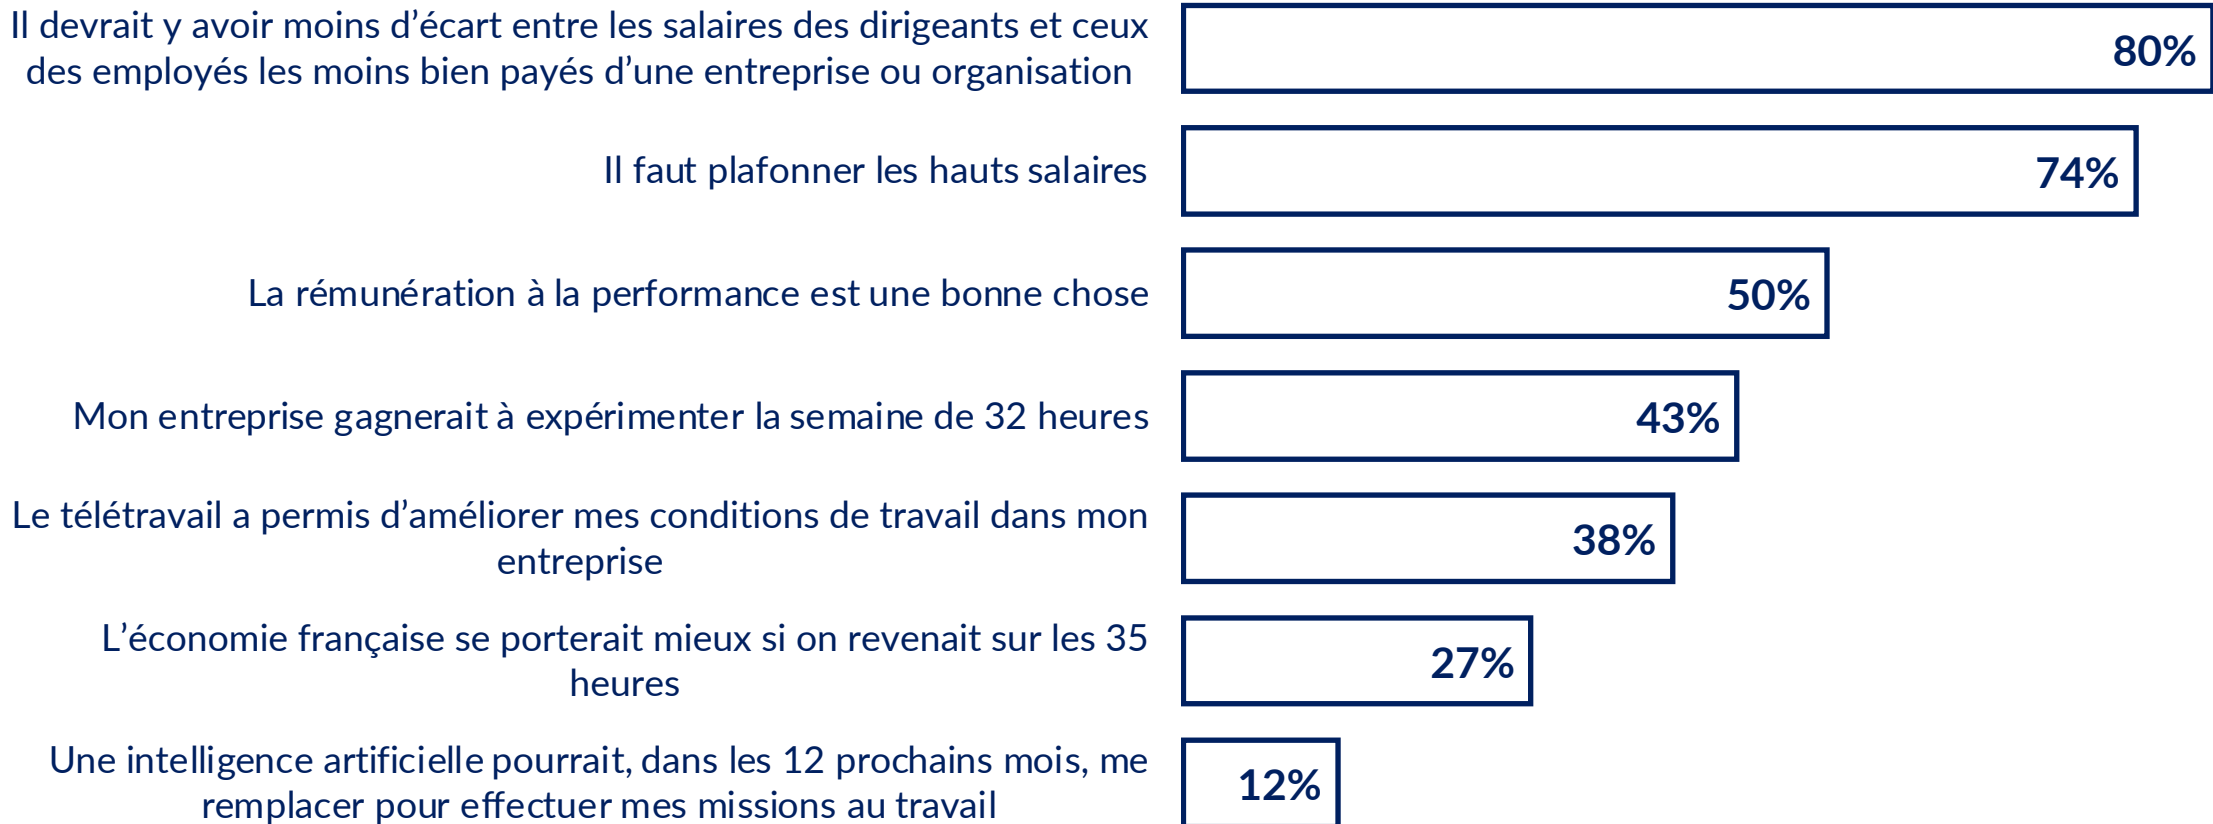 Il devrait y avoir moins d’écart entre les salaires des dirigeants et ceux
des employés les moins bien payés d’une entreprise ou organisation
80%
Il faut plafonner les hauts salaires
74%
La rémunération à la performance est une bonne chose
50%
Mon entreprise gagnerait à expérimenter la semaine de 32 heures
43%
Le télétravail a permis d’améliorer mes conditions de travail dans mon
entreprise
38%
L’économie française se porterait mieux si on revenait sur les 35
heures
27%
Une intelligence artificielle pourrait, dans les 12 prochains mois, me
remplacer pour effectuer mes missions au travail
12%